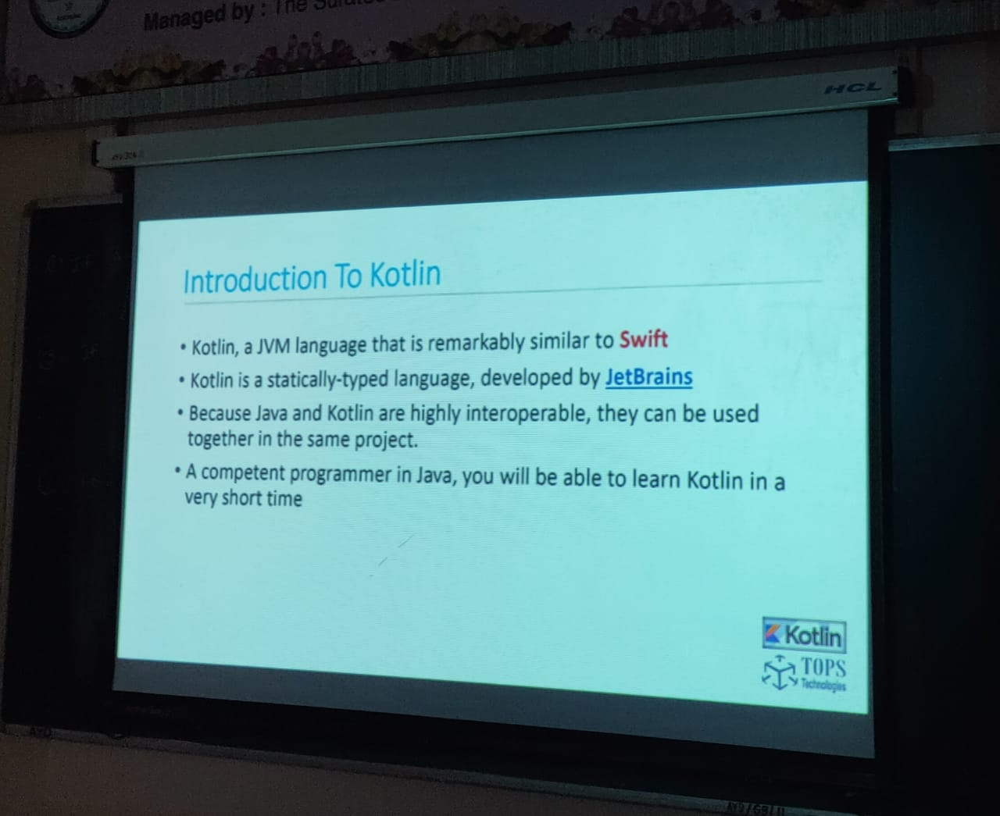 Managed by : The
HCL
Introduction To Kotlin
• Kotlin, a JVM language that is remarkably similar to Swift
• Kotlin is a statically-typed language, developed by JetBrains
• Because Java and Kotlin are highly interoperable, they can be used
together in the same project.
• A competent programmer in Java, you will be able to learn Kotlin in a
very short time
Kotlin
TOPS
Technologies